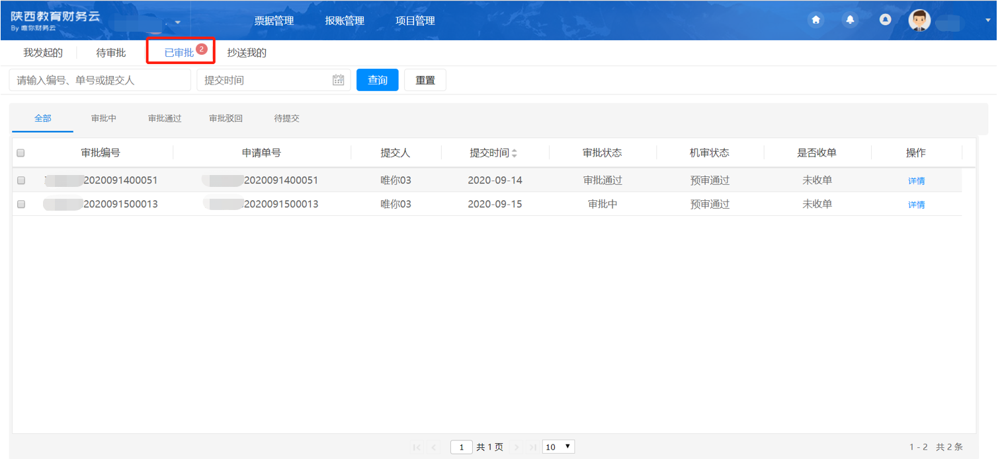 陕西教育财务云
By 唯你财务云
票据管理 报账管理 项目管理
我发起的 待审批 已审批 2 抄送我的
请输入编号、单号或提交人 提交时间 查询 重置
全部 审批中 审批通过 审批驳回 待提交
审批编号 申请单号 提交人 提交时间 审批状态 机审状态 是否收单 操作
2020091400051 2020091400051 唯你03 2020-09-14 审批通过 预审通过 未收单 详情
2020091500013 2020091500013 唯你03 2020-09-15 审批中 预审通过 未收单 详情
1 共 1 页 10 1 - 2 共 2 条